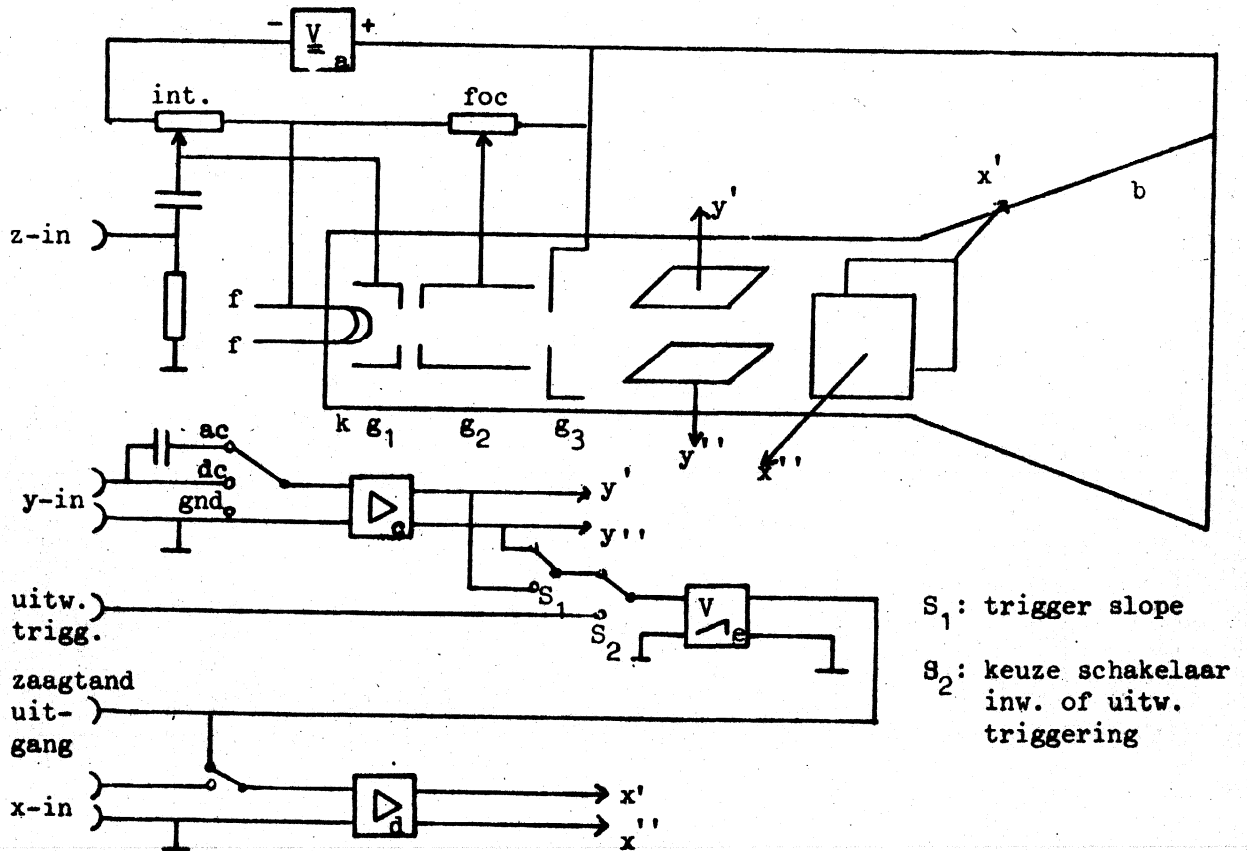 - V +
a
int.
foc
x'
b
y'
z-in
f
f
k g1 g2 g3
y''
x''
ac
dc
y-in
gnd
c
y'
y''
S1
uitw.
trigg.
S2
V
e
S1: trigger slope
S2: keuze schakelaar
inw. of uitw.
triggering
zaagtand
uit-
gang
x-in
d
x'
x''